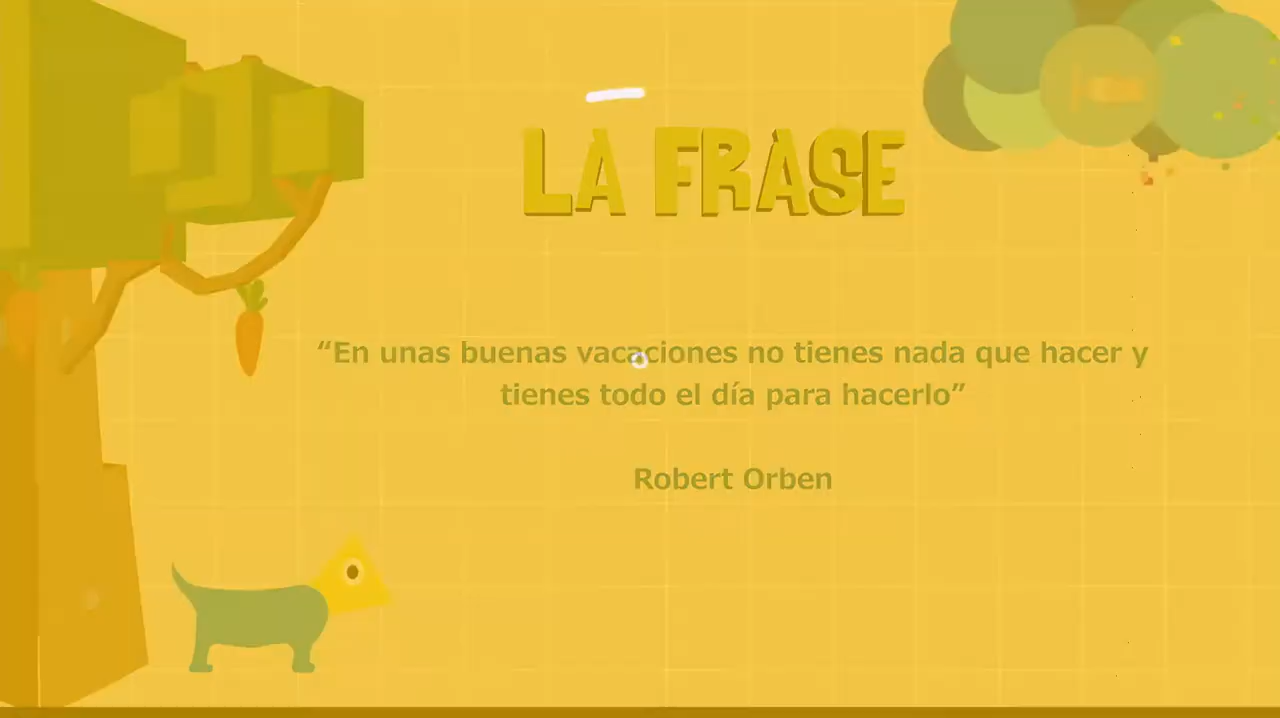 LA FRASE
“En unas buenas vacaciones no tienes nada que hacer y
tienes todo el día para hacerlo”
Robert Orben